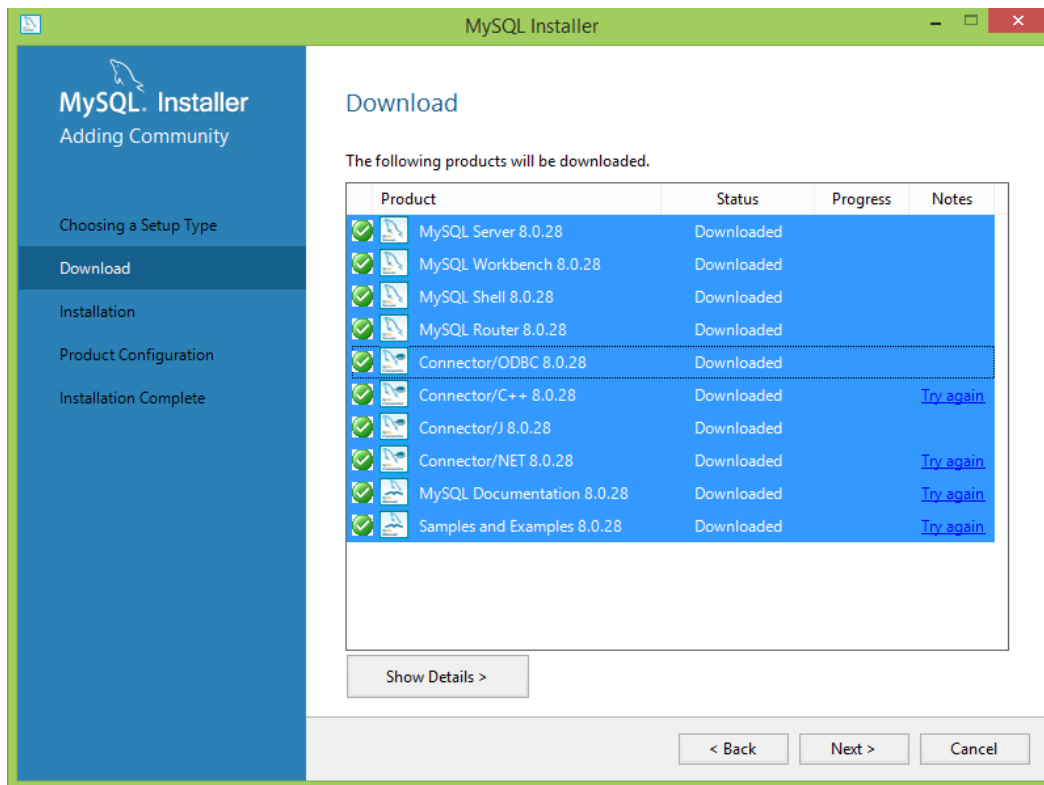 MySQL Installer
MySQL. Installer
Adding Community
Choosing a Setup Type
Download
Installation
Product Configuration
Installation Complete
Download
The following products will be downloaded.
Product Status Progress Notes
MySQL Server 8.0.28 Downloaded
MySQL Workbench 8.0.28 Downloaded
MySQL Shell 8.0.28 Downloaded
MySQL Router 8.0.28 Downloaded
Connector/ODBC 8.0.28 Downloaded
Connector/C++ 8.0.28 Downloaded Try again
Connector/J 8.0.28 Downloaded
Connector/NET 8.0.28 Downloaded Try again
MySQL Documentation 8.0.28 Downloaded Try again
Samples and Examples 8.0.28 Downloaded Try again
Show Details >
< Back Next > Cancel